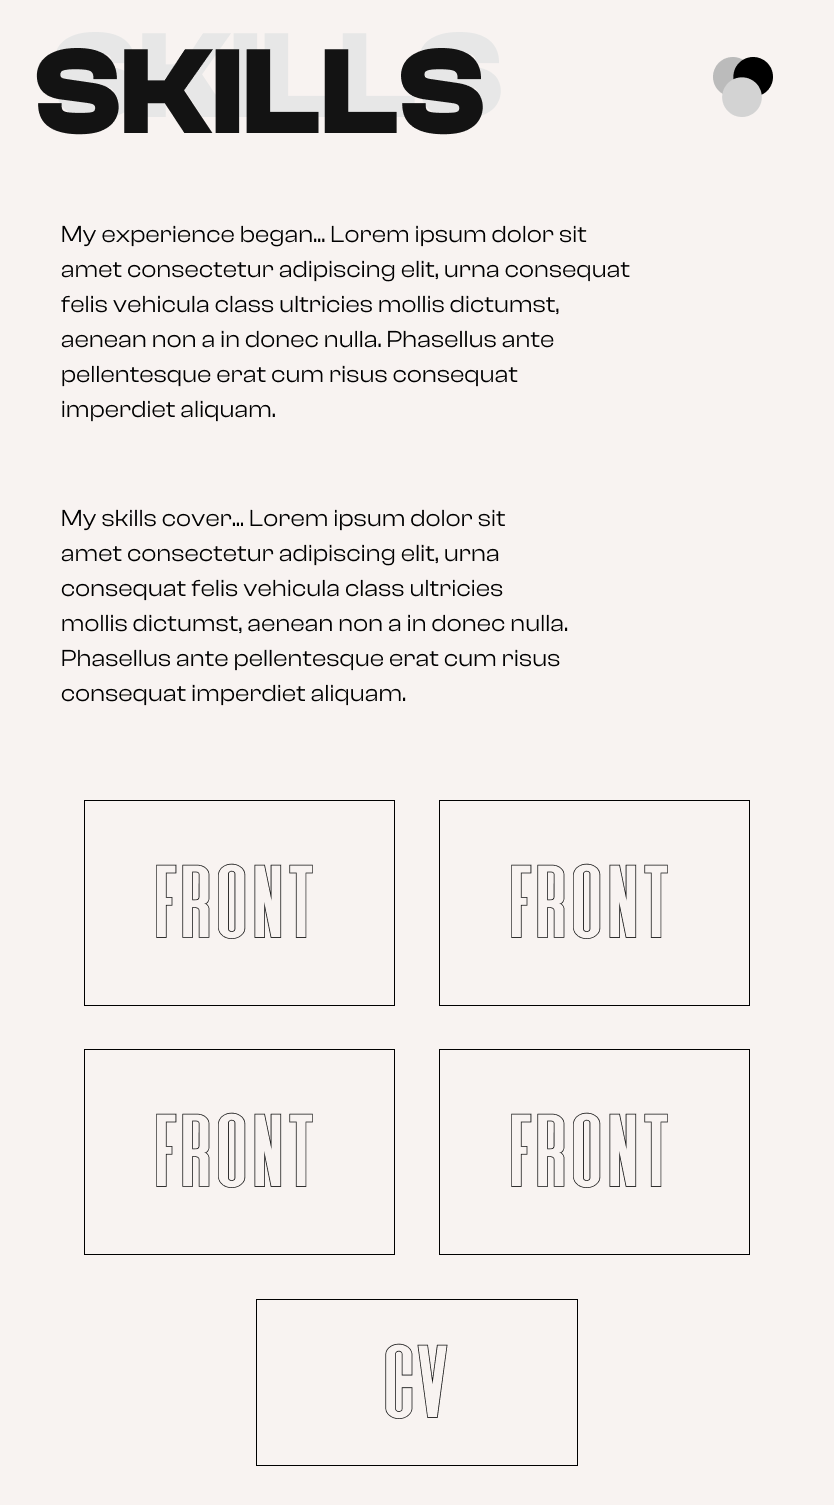 SKILLS
My experience began... Lorem ipsum dolor sit
amet consectetur adipiscing elit, urna consequat
felis vehicula class ultricies mollis dictumst,
aenean non a in donec nulla. Phasellus ante
pellentesque erat cum risus consequat
imperdiet aliquam.
My skills cover... Lorem ipsum dolor sit
amet consectetur adipiscing elit, urna
consequat felis vehicula class ultricies
mollis dictumst, aenean non a in donec nulla.
Phasellus ante pellentesque erat cum risus
consequat imperdiet aliquam.
FRONT
FRONT
FRONT
FRONT
CV